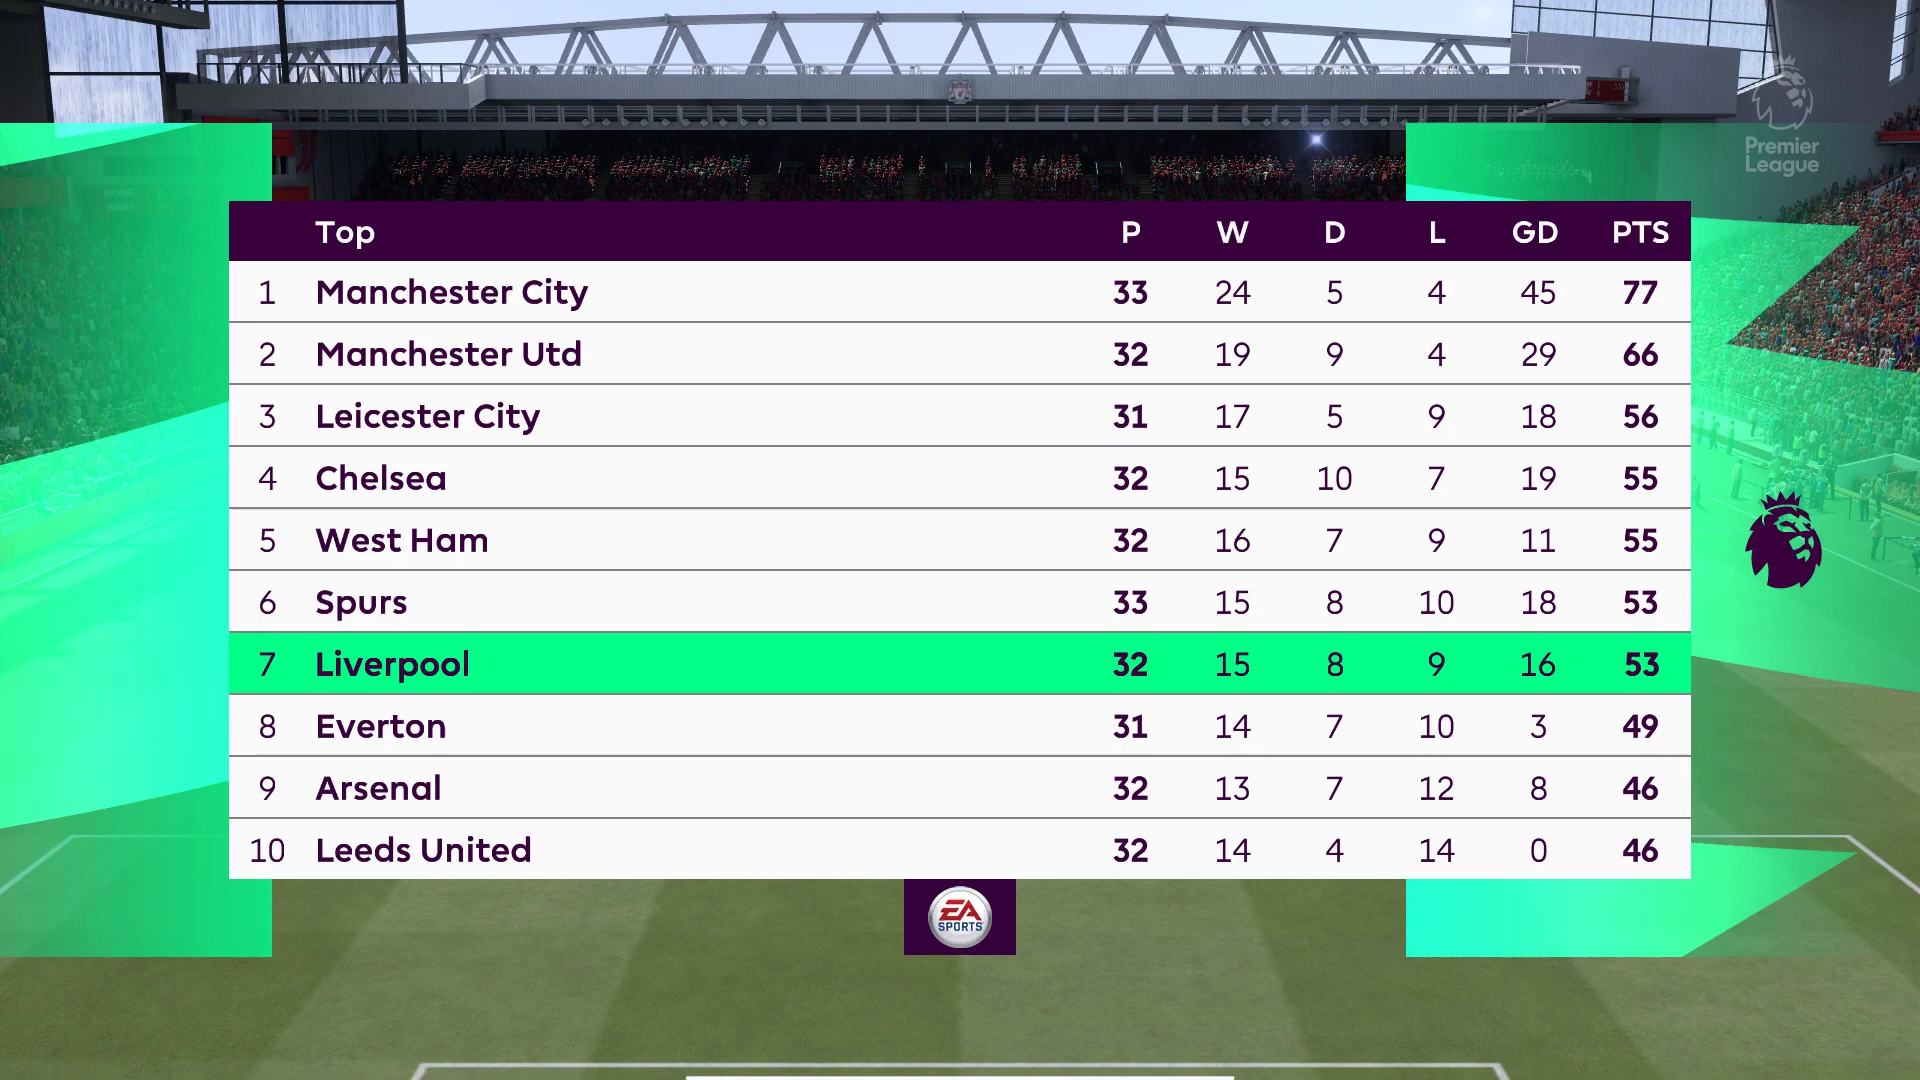 Premier
League
HOME 0
AWAY
Top P W D L GD PTS
1 Manchester City 33 24 5 4 45 77
2 Manchester Utd 32 19 9 4 29 66
3 Leicester City 31 17 5 9 18 56
4 Chelsea 32 15 10 7 19 55
5 West Ham 32 16 7 9 11 55
6 Spurs 33 15 8 10 18 53
7 Liverpool 32 15 8 9 16 53
8 Everton 31 14 7 10 3 49
9 Arsenal 32 13 7 12 8 46
10 Leeds United 32 14 4 14 0 46
EA
SPORTS